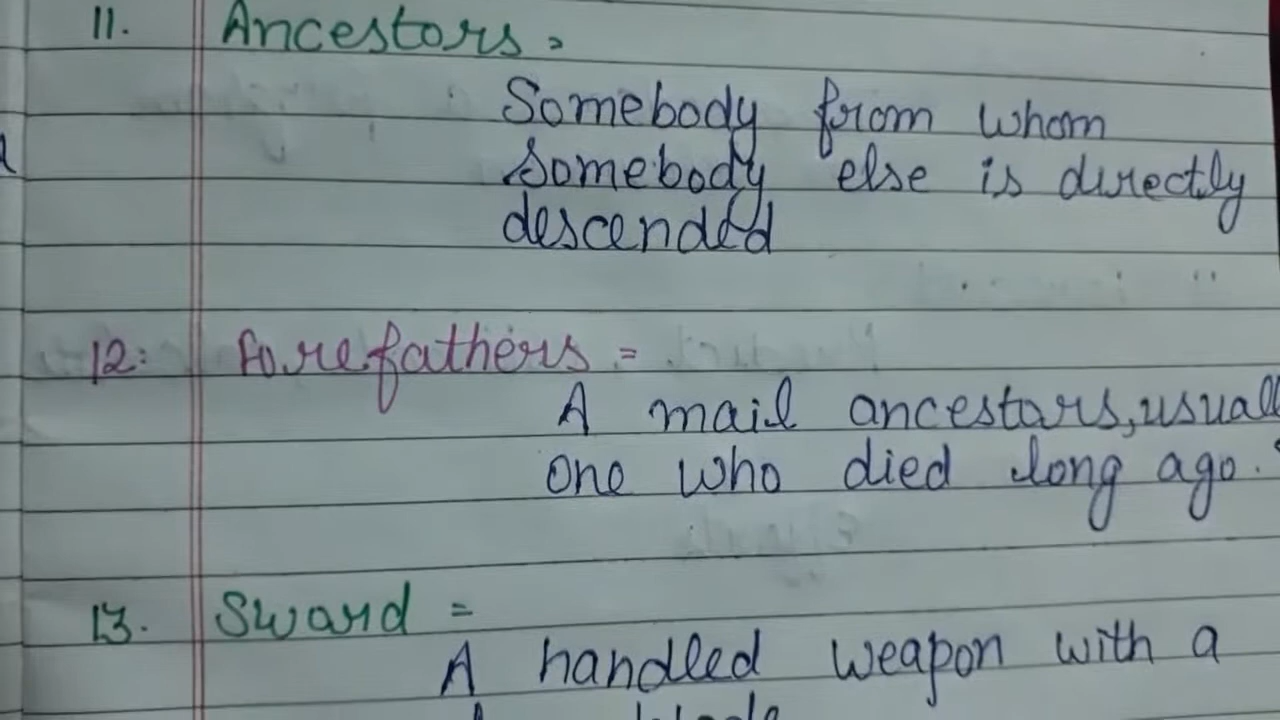 11. Ancestors =
Somebody from whom
somebody else is directly
descended
12. Forefathers =
A mail ancestars, usuall
one who died long ago.
13. Sward =
A handled weapon with a
blade